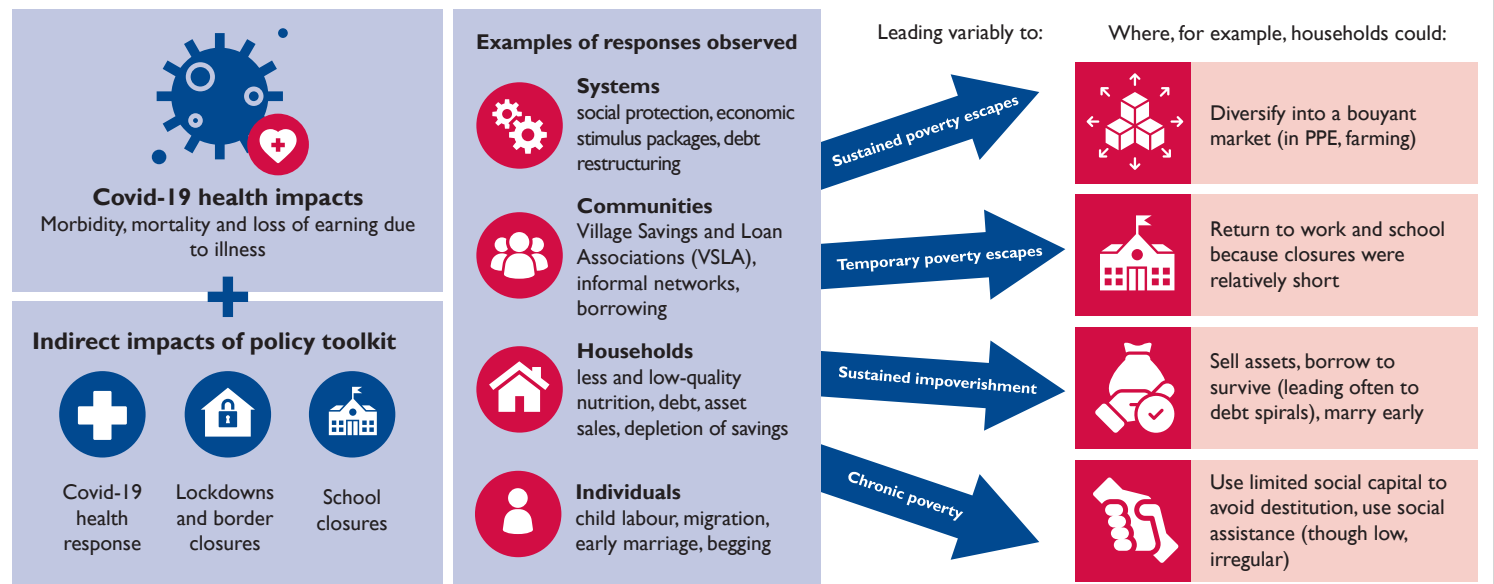 Covid-19 health impacts
Morbidity, mortality and loss of earning due
to illness
Indirect impacts of policy toolkit
Covid-19
health
response
Lockdowns
and border
closures
School
closures
Examples of responses observed
Systems
social protection, economic
stimulus packages, debt
restructuring
Communities
Village Savings and Loan
Associations (VSLA),
informal networks,
borrowing
Households
less and low-quality
nutrition, debt, asset
sales, depletion of savings
Individuals
child labour, migration,
early marriage, begging
Leading variably to:
Sustained poverty escapes
Temporary poverty escapes
Sustained impoverishment
Chronic poverty
Where, for example, households could:
Diversify into a bouyant
market (in PPE, farming)
Return to work and school
because closures were
relatively short
Sell assets, borrow to
survive (leading often to
debt spirals), marry early
Use limited social capital to
avoid destitution, use social
assistance (though low,
irregular)